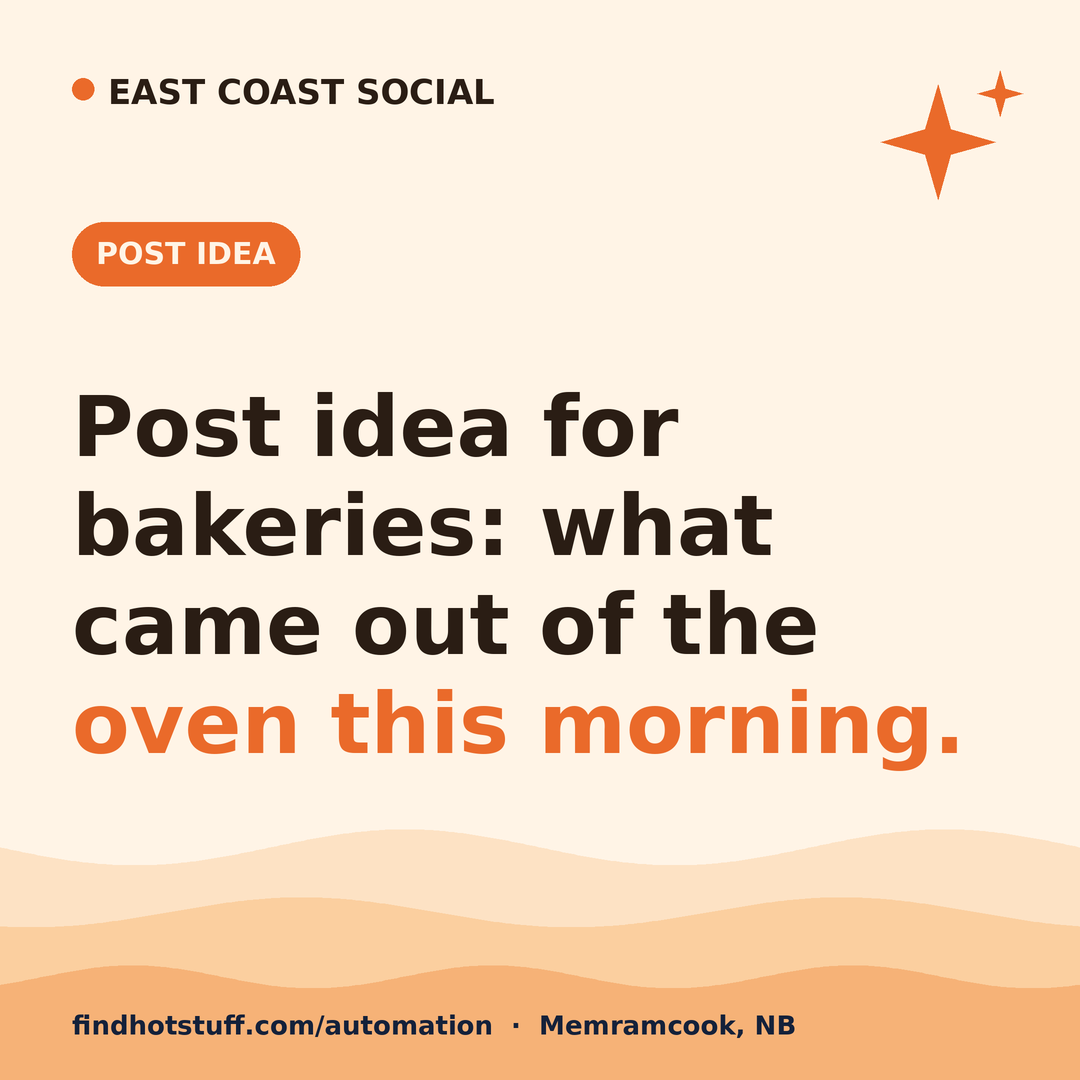 EAST COAST SOCIAL
POST IDEA
Post idea for
bakeries: what
came out of the
oven this morning.
findhotstuff.com/automation · Memramcook, NB